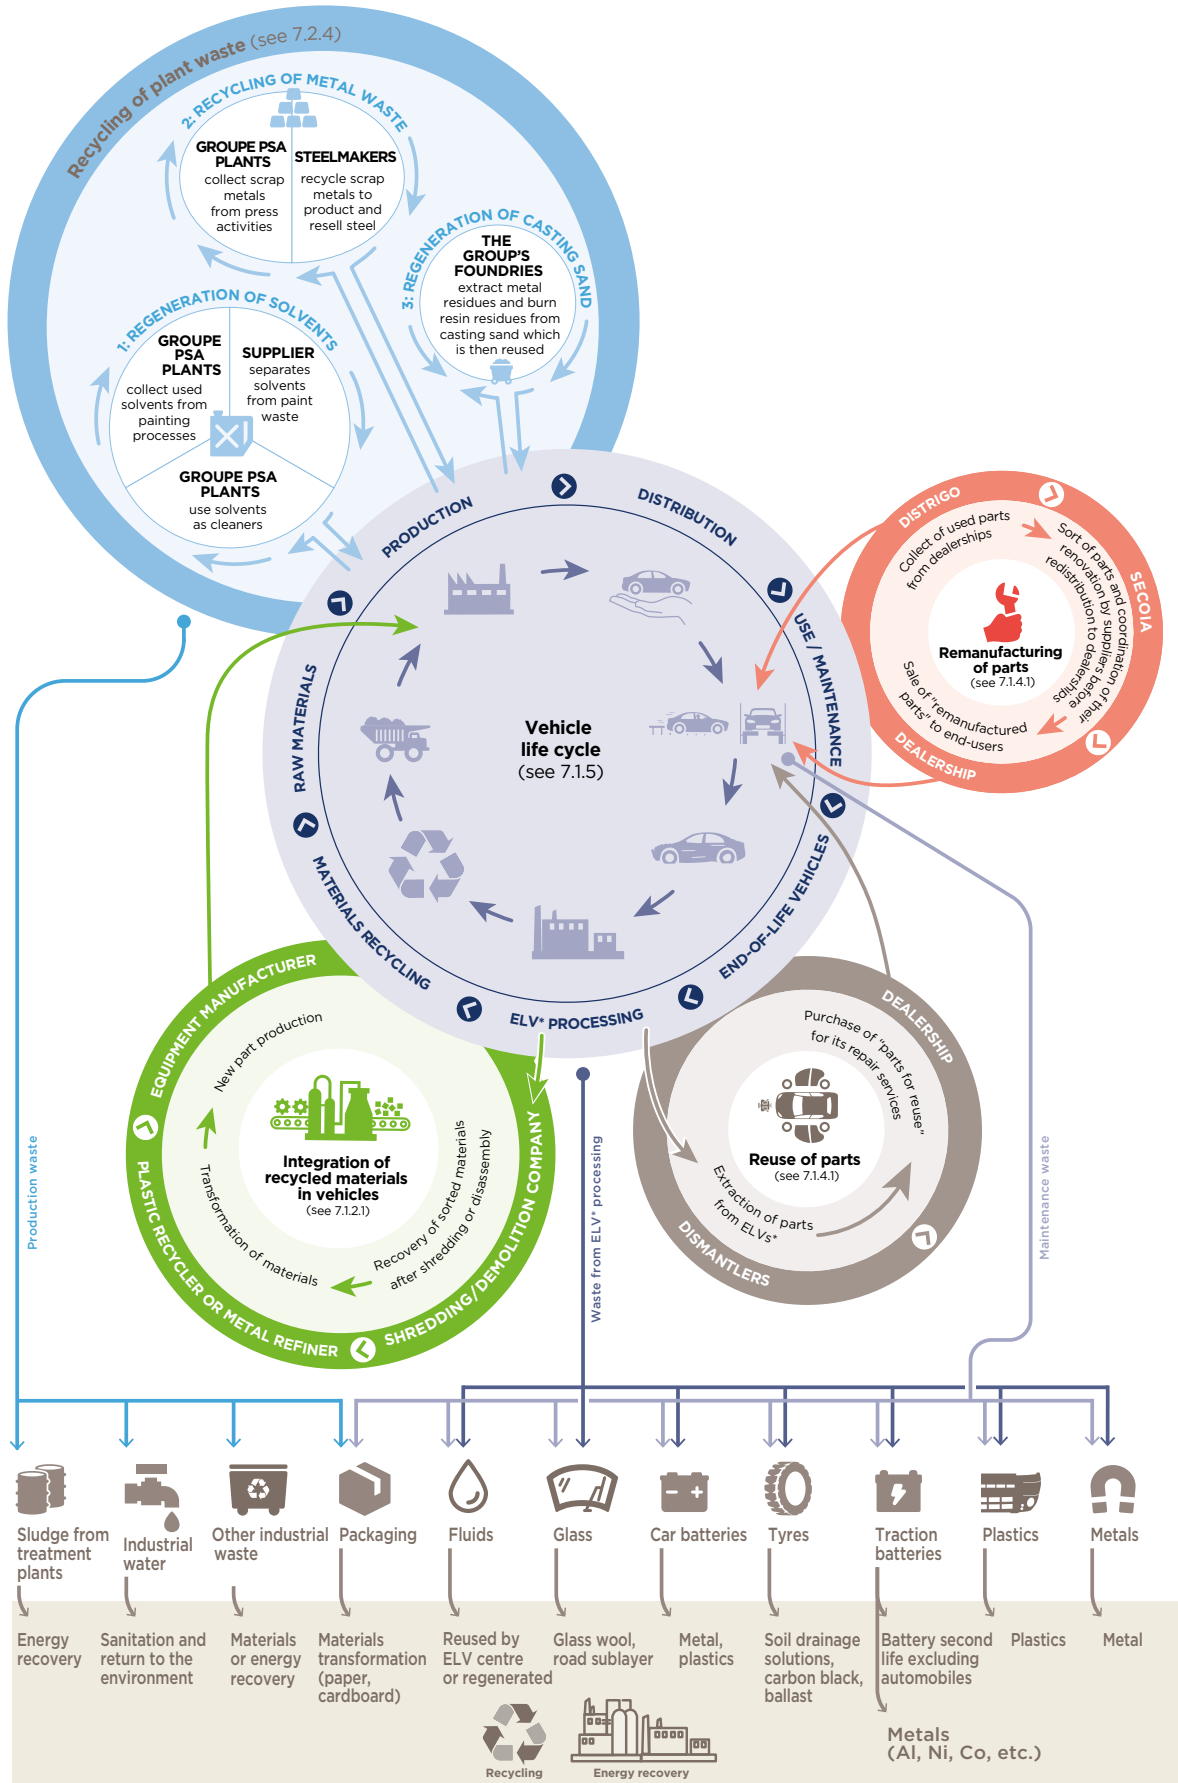 Recycling of plant waste (see 7.2.4)
2: RECYCLING OF METAL WASTE
GROUPE PSA
PLANTS
collect scrap
metals
from press
activities
STEELMAKERS
recycle scrap
metals to
product and
resell steel
3: REGENERATION OF CASTING SAND
THE
GROUP'S
FOUNDRIES
extract metal
residues and burn
resin residues from
casting sand which
is then reused
1: REGENERATION OF SOLVENTS
GROUPE
PSA
PLANTS
collect used
solvents from
painting
processes
SUPPLIER
separates
solvents
from paint
waste
GROUPE PSA
PLANTS
use solvents
as cleaners
PRODUCTION
DISTRIBUTION
USE / MAINTENANCE
END-OF-LIFE VEHICLES
ELV* PROCESSING
MATERIALS RECYCLING
RAW MATERIALS
Vehicle
life cycle
(see 7.1.5)
DISTRIGO
SECOIA
DEALERSHIP
Collect of used parts
from dealerships
Sort of parts and coordination of their
renovation by suppliers before
redistribution to dealerships
Sale of "remanufactured
parts" to end-users
Remanufacturing
of parts
(see 7.1.4.1)
EQUIPMENT MANUFACTURER
SHREDDING/DEMOLITION COMPANY
PLASTIC RECYCLER OR METAL REFINER
New part production
Recovery of sorted materials
after shredding or disassembly
Transformation of materials
Integration of
recycled materials
in vehicles
(see 7.1.2.1)
DEALERSHIP
DISMANTLERS
Purchase of "parts for reuse"
for its repair services
Extraction of parts
from ELVs*
Reuse of parts
(see 7.1.4.1)
Production waste
Waste from ELV* processing
Maintenance waste
Sludge from
treatment
plants
Industrial
water
Other industrial
waste
Packaging
Fluids
Glass
Car batteries
Tyres
Traction
batteries
Plastics
Metals
Energy
recovery
Sanitation and
return to the
environment
Materials
or energy
recovery
Materials
transformation
(paper,
cardboard)
Reused by
ELV centre
or regenerated
Glass wool,
road sublayer
Metal,
plastics
Soil drainage
solutions,
carbon black,
ballast
Battery second
life excluding
automobiles
Plastics
Metal
Metals
(Al, Ni, Co, etc.)
Recycling
Energy recovery